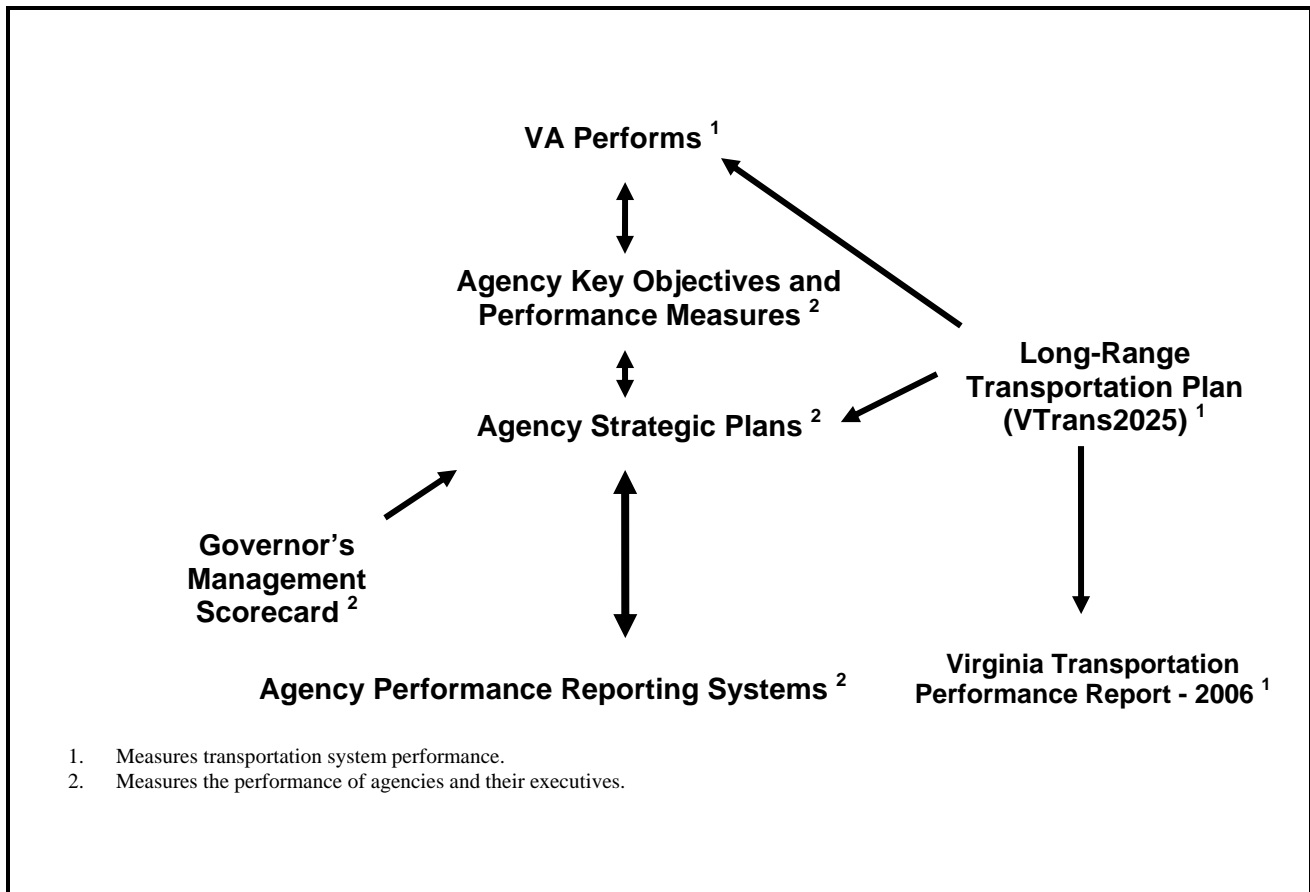 VA Performs 1
Agency Key Objectives and
Performance Measures 2
Long-Range
Transportation Plan
(VTrans2025) 1
Agency Strategic Plans 2
Governor’s
Management
Scorecard 2
Agency Performance Reporting Systems 2
Virginia Transportation
Performance Report - 2006 1
1. Measures transportation system performance.
2. Measures the performance of agencies and their executives.